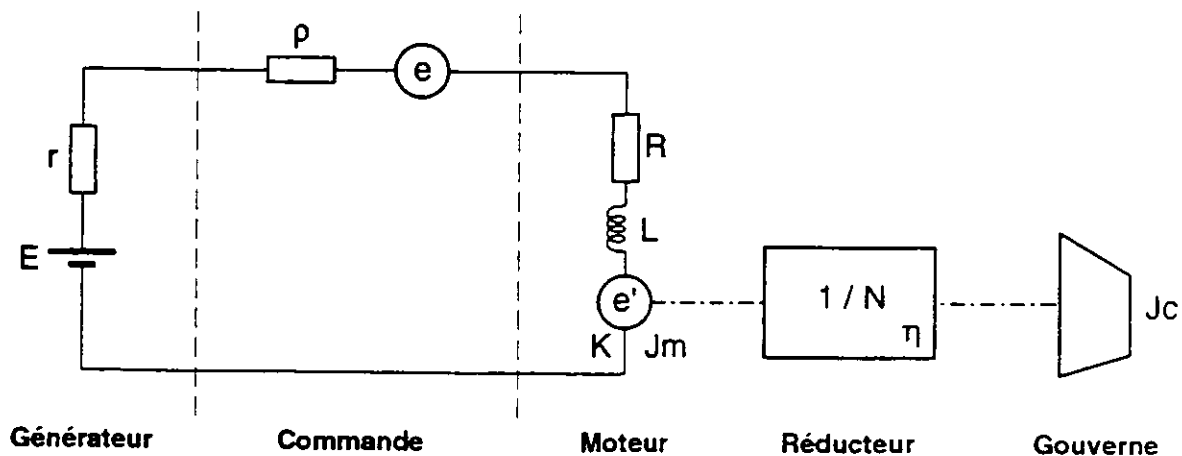 ρ
e
r
R
L
E
e'
1 / N
η
Jc
K Jm
Générateur Commande Moteur Réducteur Gouverne